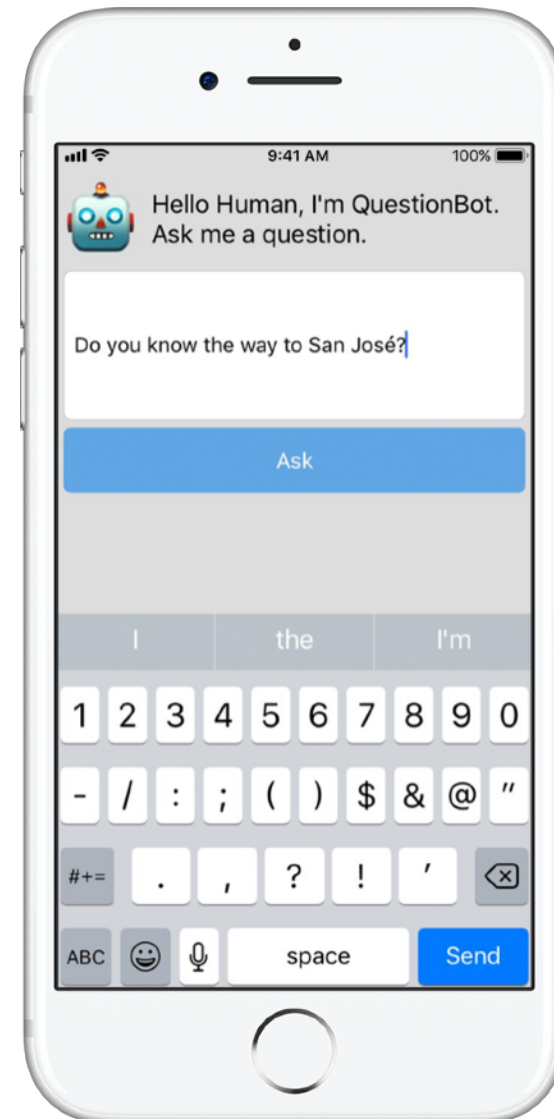 9:41 AM 100%
Hello Human, I'm QuestionBot.
Ask me a question.
Do you know the way to San José?
Ask
I the I'm
1 2 3 4 5 6 7 8 9 0
- / : ; ( ) $ & @ "
#+= . , ? ! '
ABC space Send